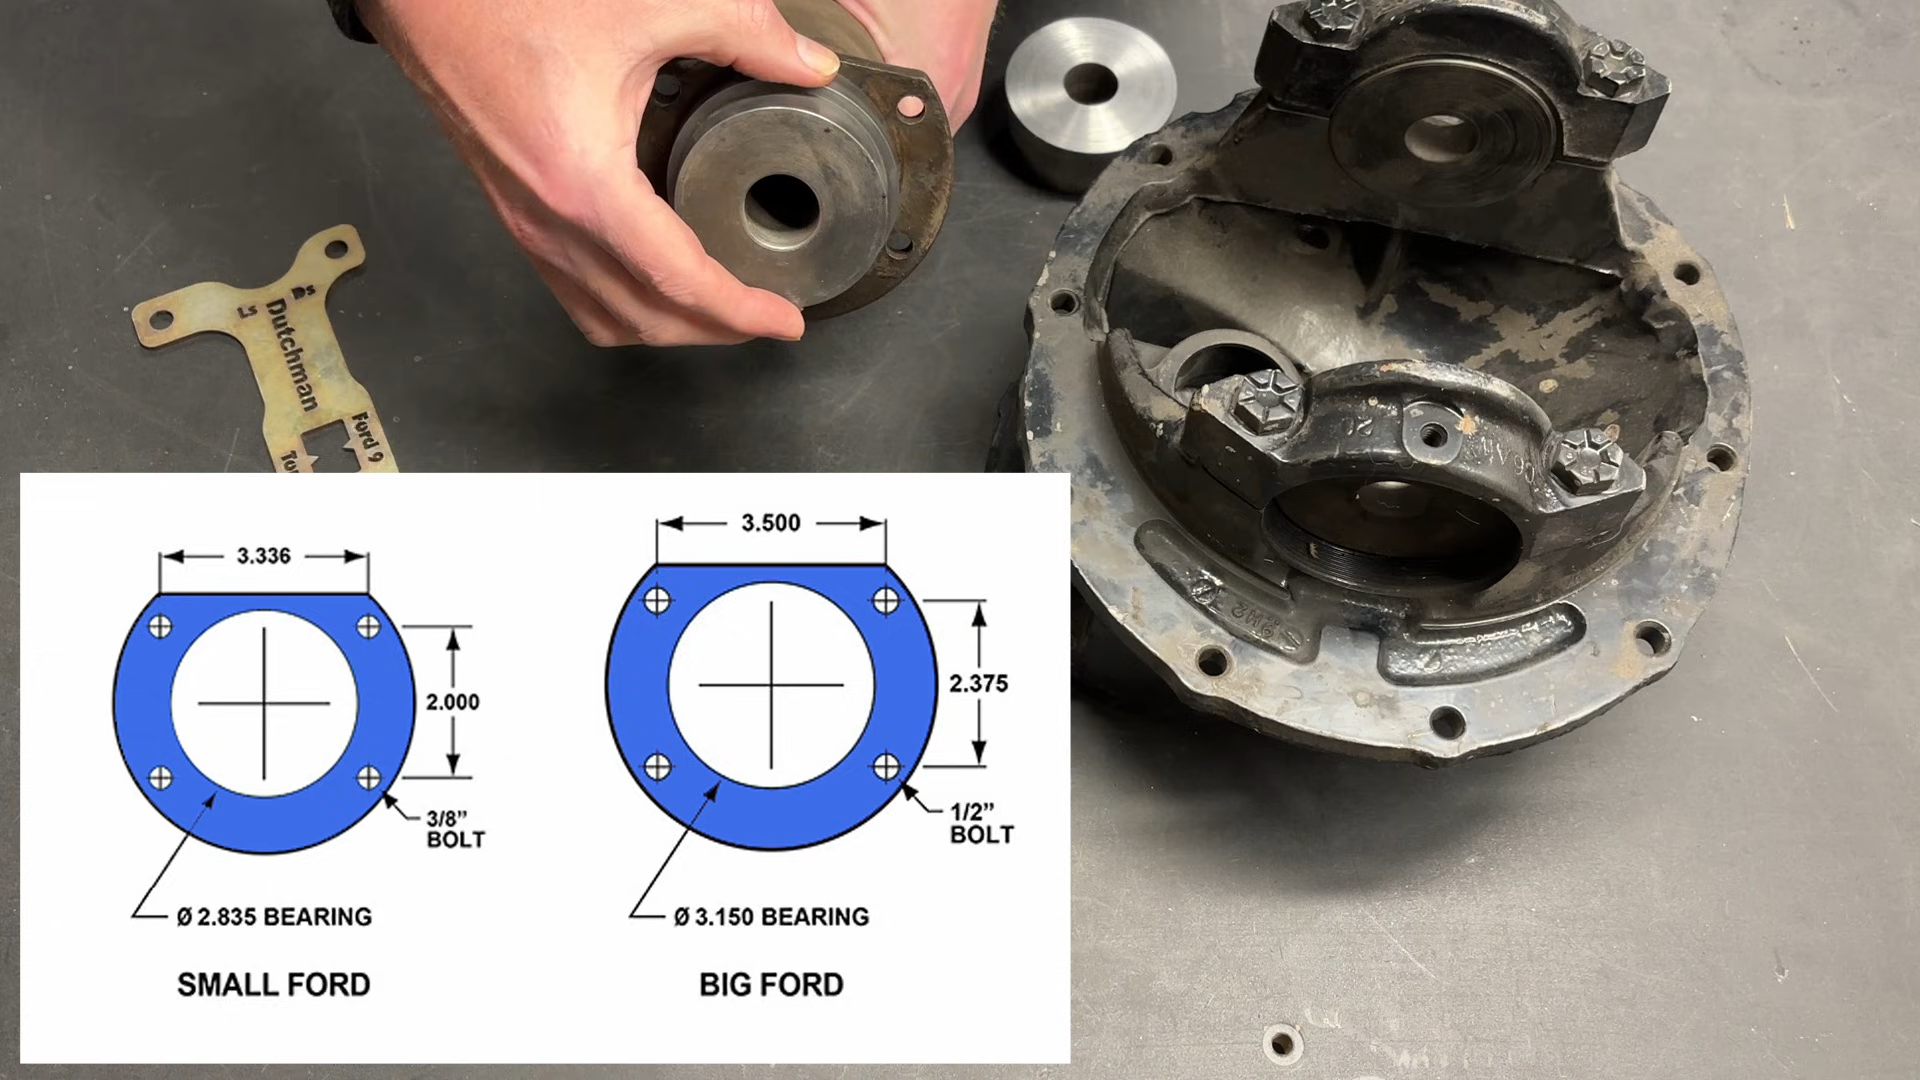 Dutchman
Ford 9
3.336
2.000
3/8”
BOLT
Ø 2.835 BEARING
SMALL FORD
3.500
2.375
1/2”
BOLT
Ø 3.150 BEARING
BIG FORD